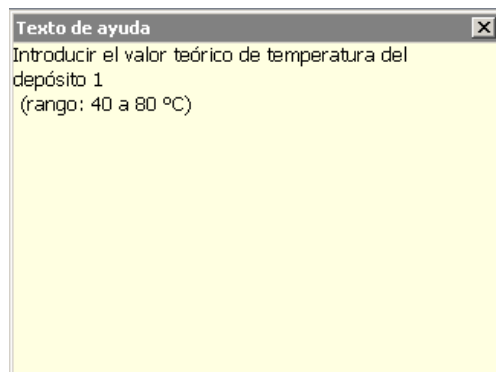 Texto de ayuda
Introducir el valor teórico de temperatura del
depósito 1
(rango: 40 a 80 ºC)